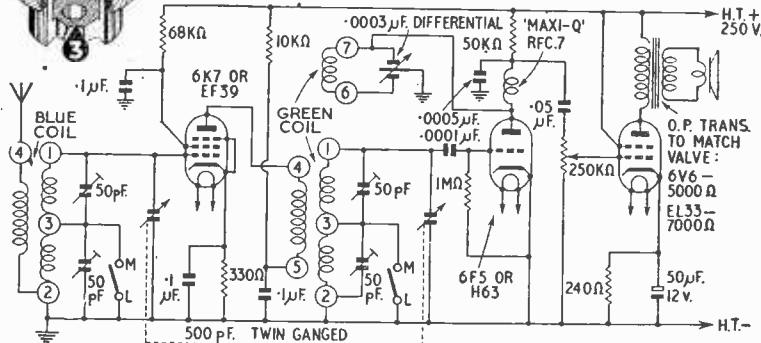 3
68KΩ
.1µF.
BLUE COIL
4
1
3
2
50pF.
50 pF.
M
L
6K7 OR EF39
.1 µF.
330Ω
10KΩ
GREEN COIL
7
6
.0003µF. DIFFERENTIAL
4
5
.1µF.
1
3
2
50pF
50 pF.
M
L
500 pF. TWIN GANGED
50KΩ
'MAXI-Q' RFC.7
.0005µF.
.0001µF.
1MΩ
6F5 OR H63
.05 µF.
250KΩ
240Ω
50µF. 12v.
H.T.+ 250 V.
O.P. TRANS. TO MATCH VALVE:
6V6– 5000Ω
EL33– 7000Ω
H.T.–